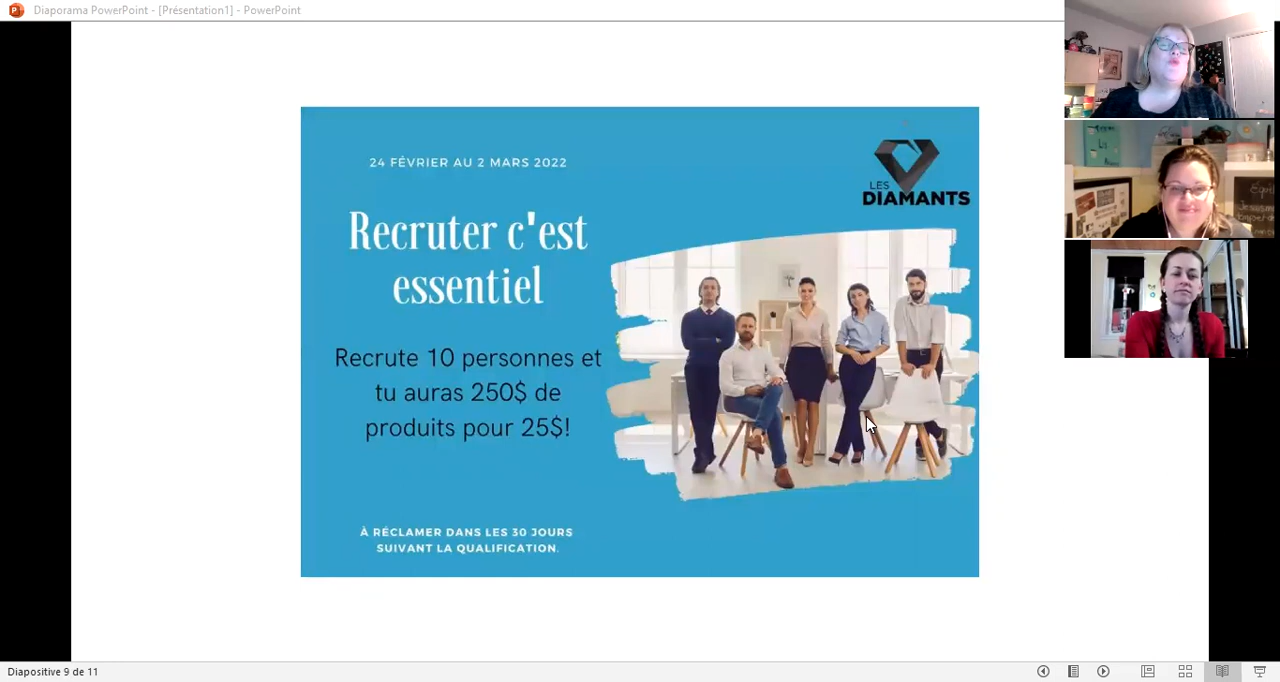 Diaporama PowerPoint - [Présentation1] - PowerPoint
24 FÉVRIER AU 2 MARS 2022
LES
DIAMANTS
Recruter c'est
essentiel
Recrute 10 personnes et
tu auras 250$ de
produits pour 25$!
À RÉCLAMER DANS LES 30 JOURS
SUIVANT LA QUALIFICATION.
Diapositive 9 de 11